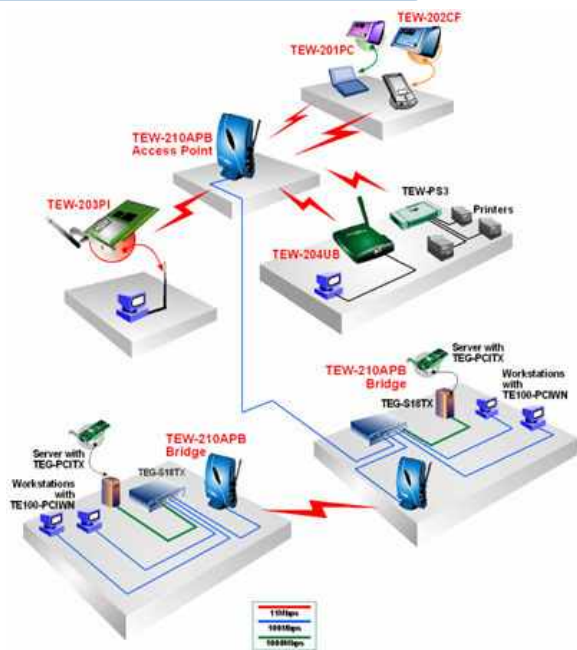 TEW-202CF
TEW-201PC
TEW-210APB
Access Point
TEW-203PI
TEW-PS3
Printers
TEW-204UB
Server with
TEG-PCITX
TEW-210APB
Bridge
Workstations
with
TE100-PCIWN
TEG-S18TX
Server with
TEG-PCITX
TEW-210APB
Bridge
TEG-S18TX
Workstations
with
TE100-PCIWN
11Mbps
100Mbps
1000Mbps